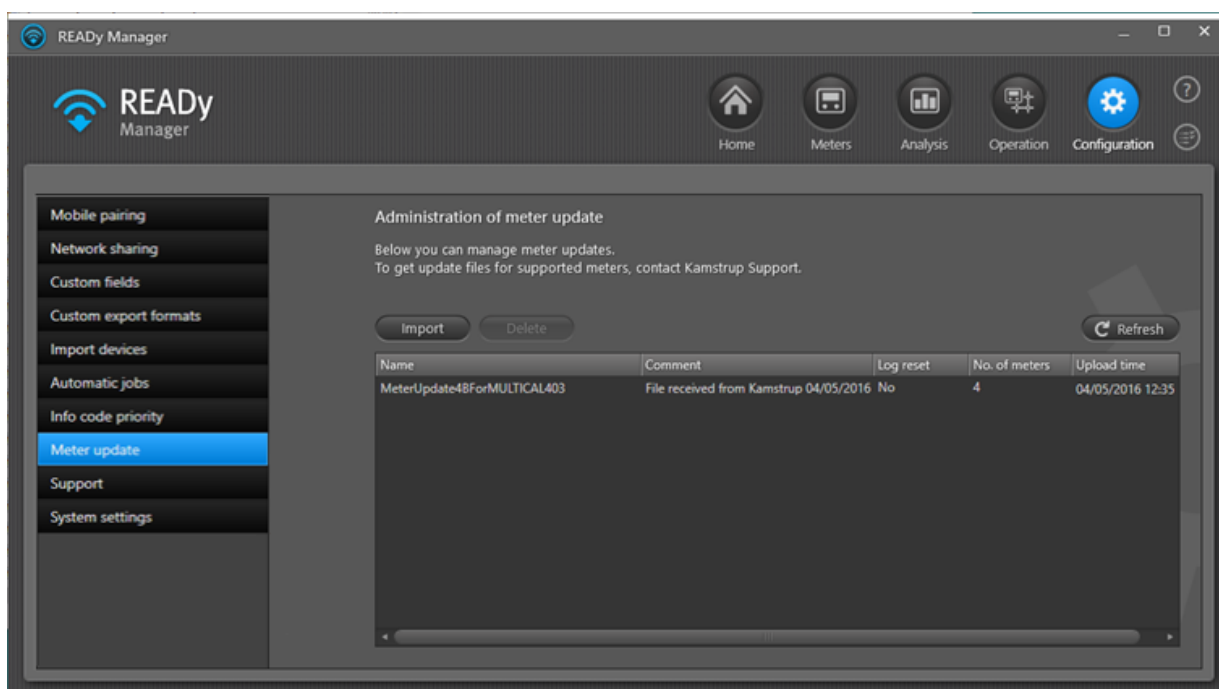 READy Manager
READy
Manager
Home
Meters
Analysis
Operation
Configuration
?
Mobile pairing
Network sharing
Custom fields
Custom export formats
Import devices
Automatic jobs
Info code priority
Meter update
Support
System settings
Administration of meter update
Below you can manage meter updates.
To get update files for supported meters, contact Kamstrup Support.
Import
Delete
Refresh
Name Comment Log reset No. of meters Upload time
MeterUpdate4BForMULTICAL403 File received from Kamstrup 04/05/2016 No 4 04/05/2016 12:35